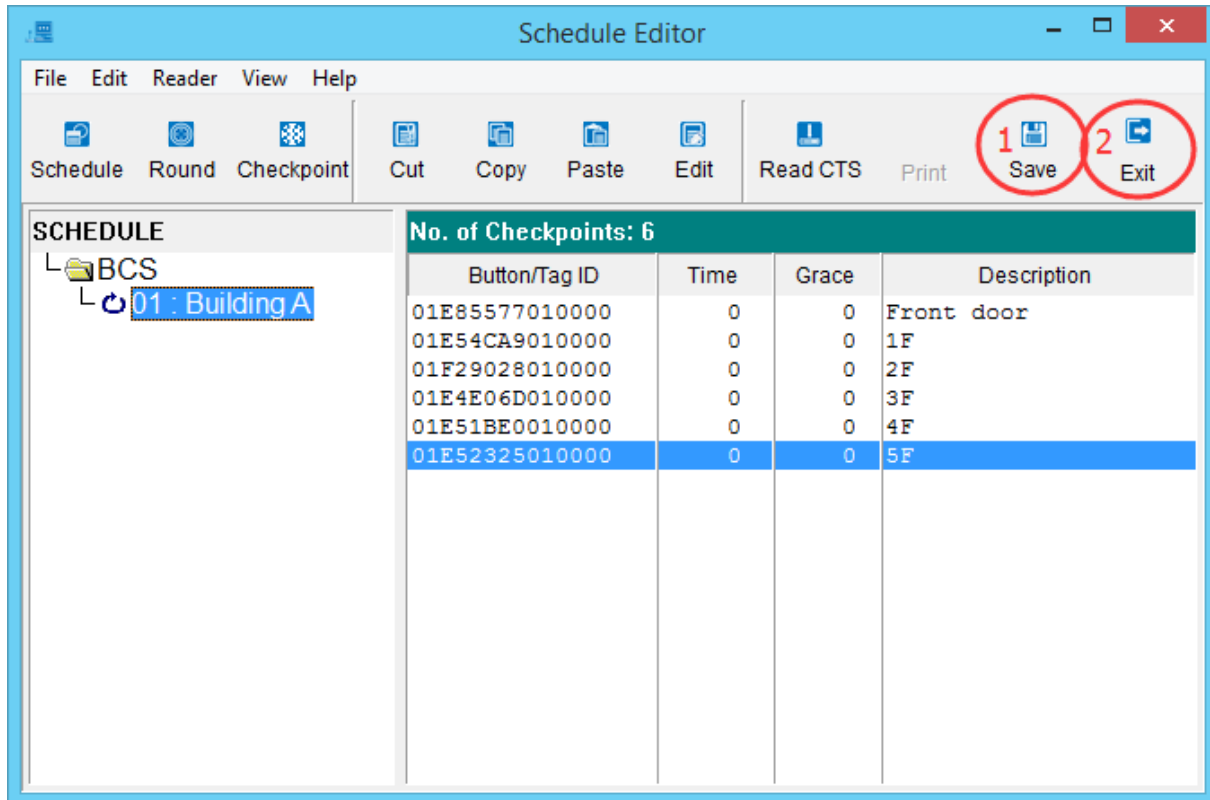 Schedule Editor
File Edit Reader View Help
Schedule Round Checkpoint Cut Copy Paste Edit Read CTS Print 1 Save 2 Exit
SCHEDULE
BCS
01 : Building A
No. of Checkpoints: 6
Button/Tag ID Time Grace Description
01E85577010000 0 0 Front door
01E54CA9010000 0 0 1F
01F29028010000 0 0 2F
01E4E06D010000 0 0 3F
01E51BE0010000 0 0 4F
01E52325010000 0 0 5F